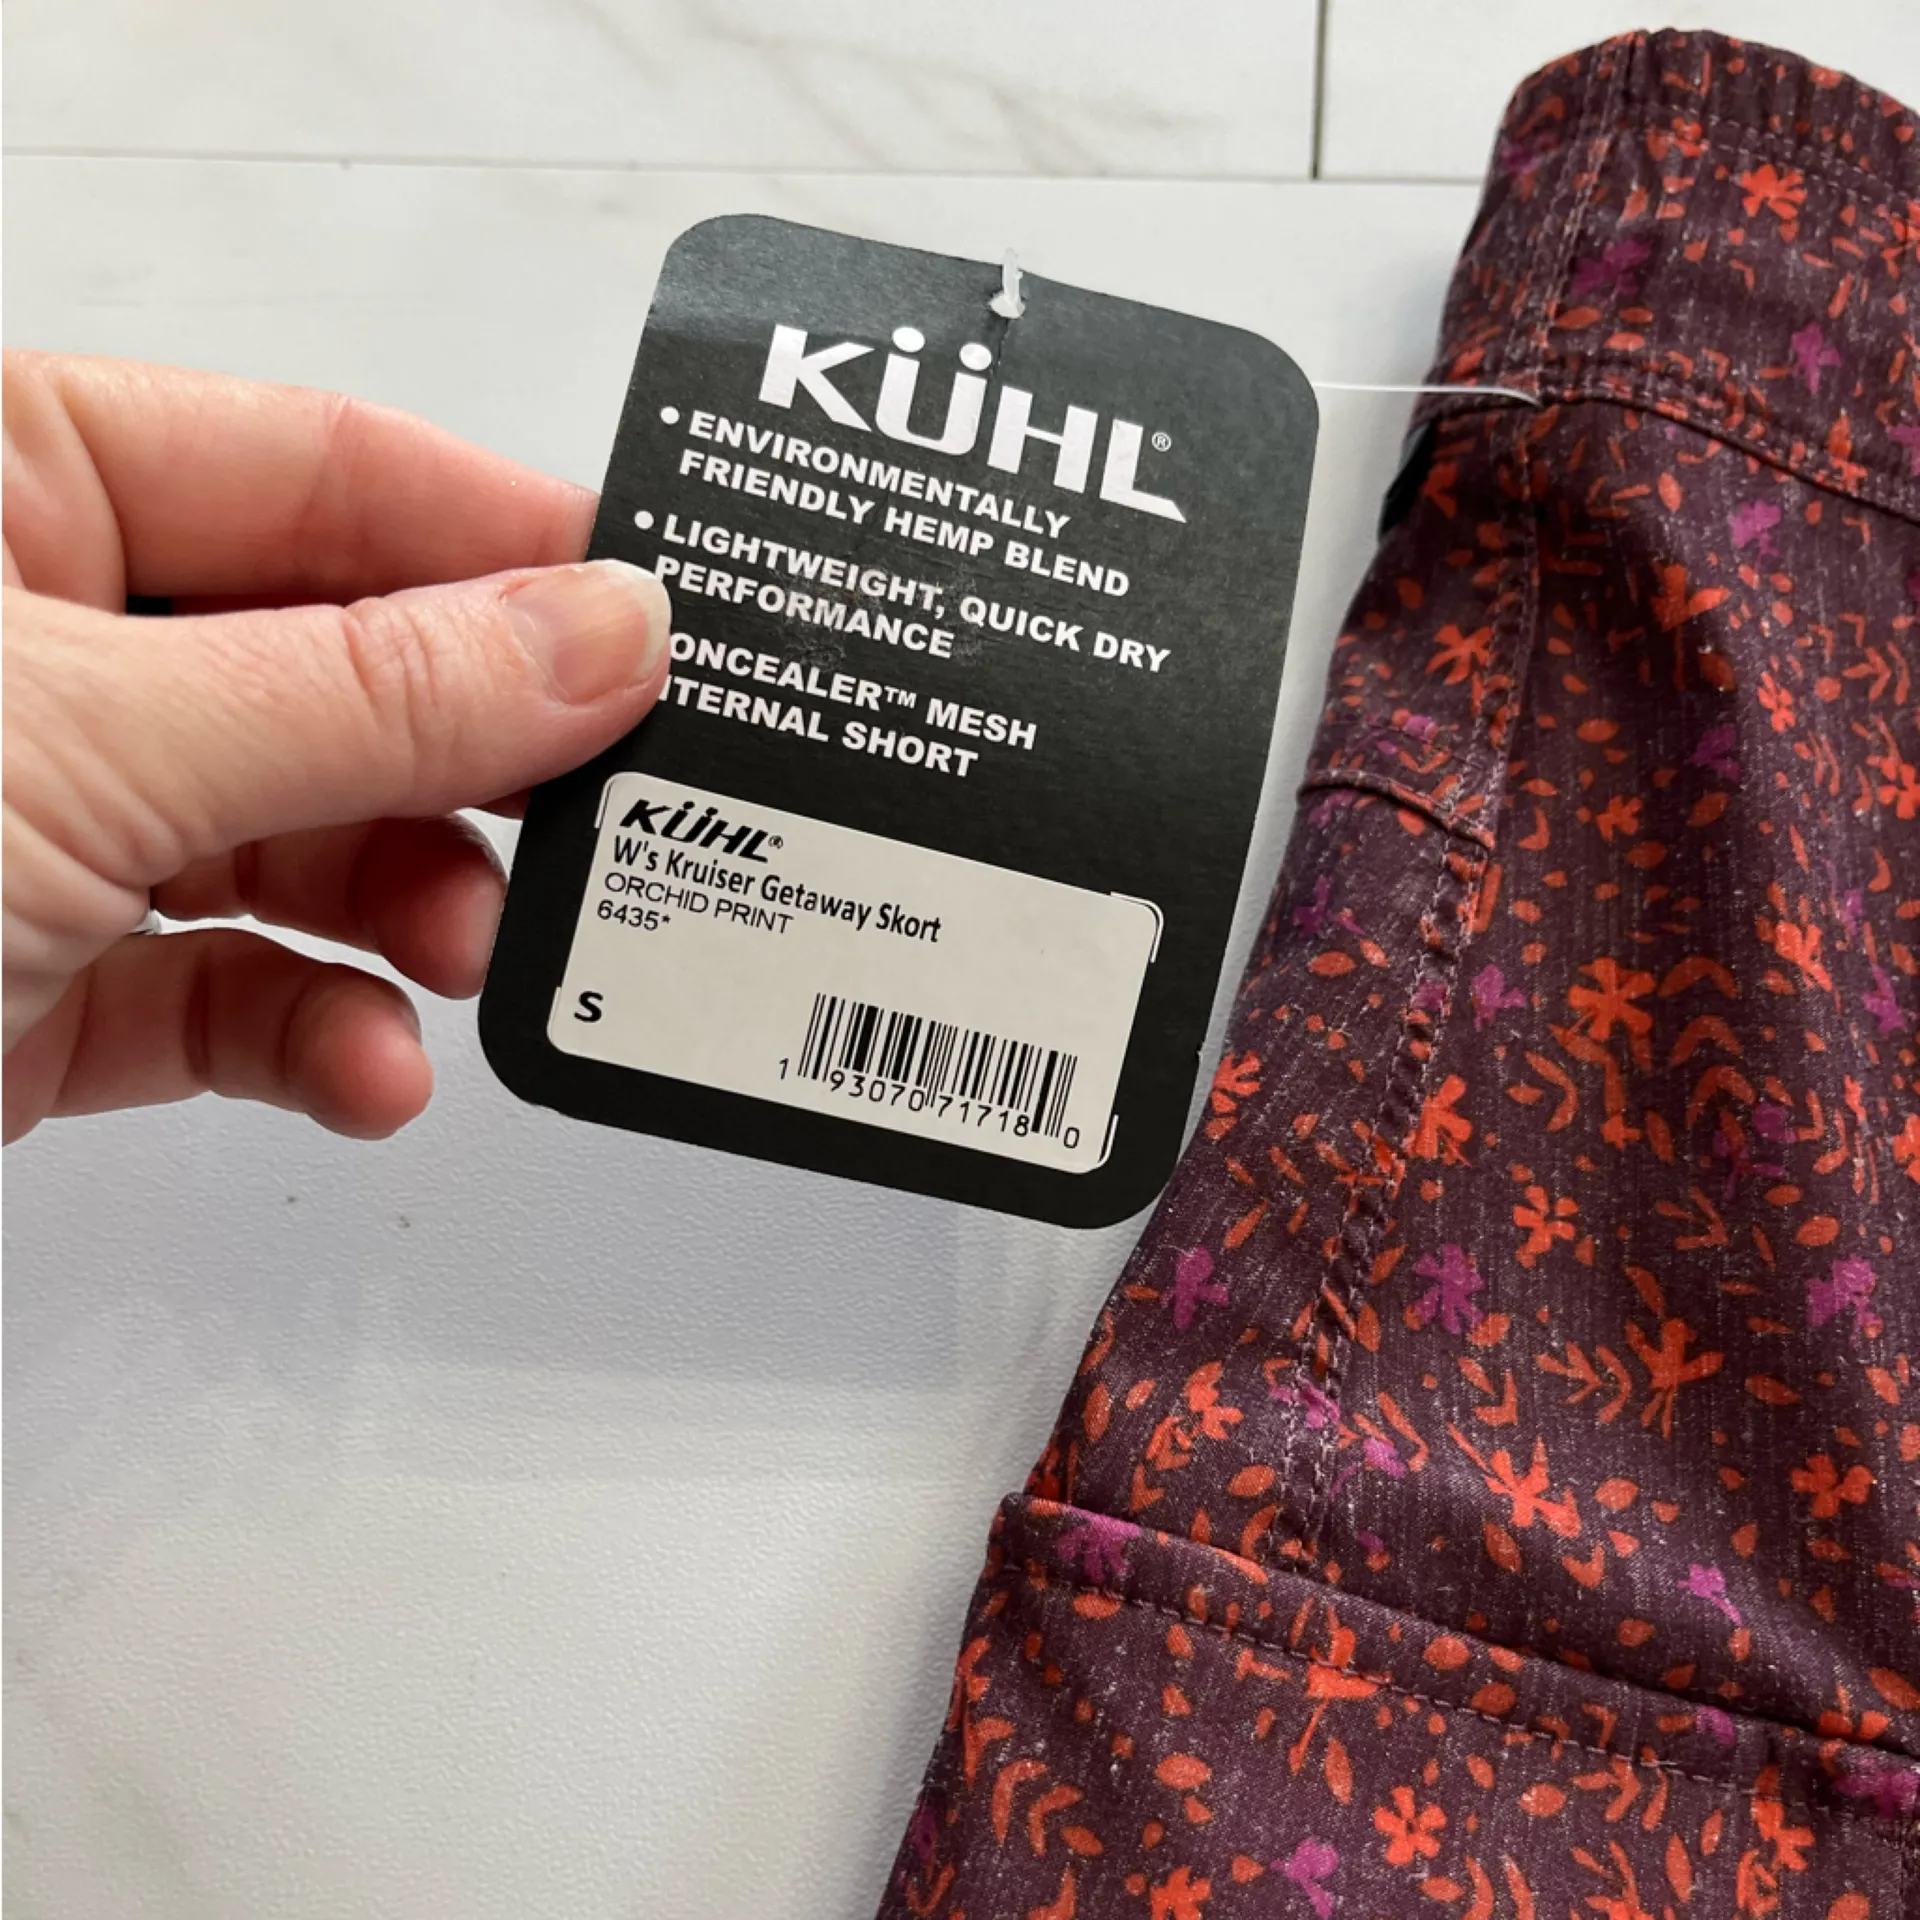 KÜHL®
• ENVIRONMENTALLY
FRIENDLY HEMP BLEND
• LIGHTWEIGHT, QUICK DRY
PERFORMANCE
ONCEALER™ MESH
TERNAL SHORT
KÜHL®
W's Kruiser Getaway Skort
ORCHID PRINT
6435*
S
1 93070 71718 0